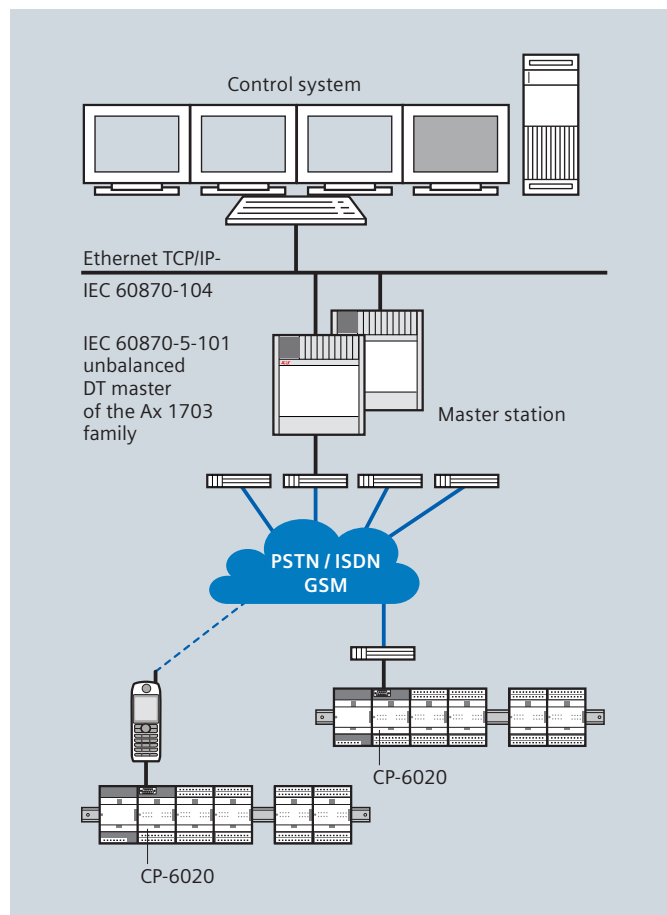 Control system
Ethernet TCP/IP-
IEC 60870-104
IEC 60870-5-101
unbalanced
DT master
of the Ax 1703
family
Master station
PSTN / ISDN
GSM
CP-6020
CP-6020